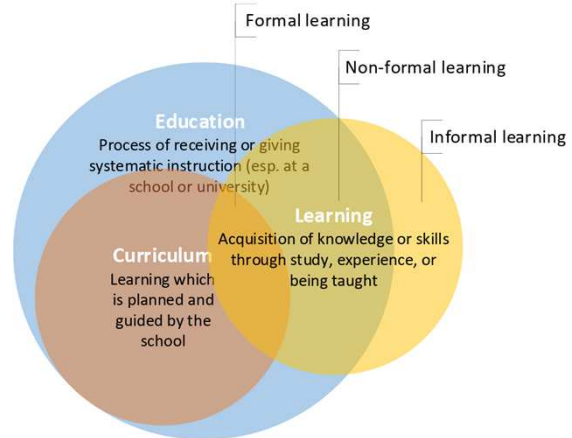 Formal learning
Non-formal learning
Informal learning
Education
Process of receiving or giving
systematic instruction (esp. at a
school or university)
Learning
Acquisition of knowledge or skills
through study, experience, or
being taught
Curriculum
Learning which
is planned and
guided by the
school